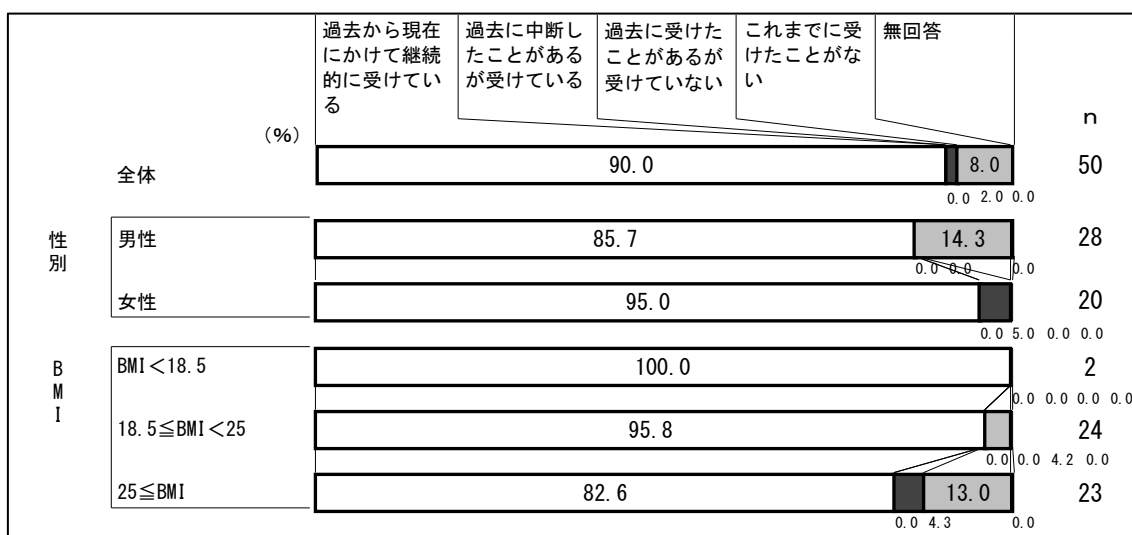 過去から現在
にかけて継続
的に受けてい
る
過去に中断し
たことがある
が受けている
過去に受けた
ことがあるが
受けていない
これまでに受
けたことがな
い
無回答
(%)
n
全体
90.0
8.0
50
0.0 2.0 0.0
性別
男性
85.7
14.3
28
0.0 0.0 0.0
女性
95.0
20
0.0 5.0 0.0 0.0
BMI
BMI<18.5
100.0
2
0.0 0.0 0.0 0.0
18.5≦BMI<25
95.8
24
0.0 0.0 4.2 0.0
25≦BMI
82.6
13.0
23
0.0 4.3 0.0